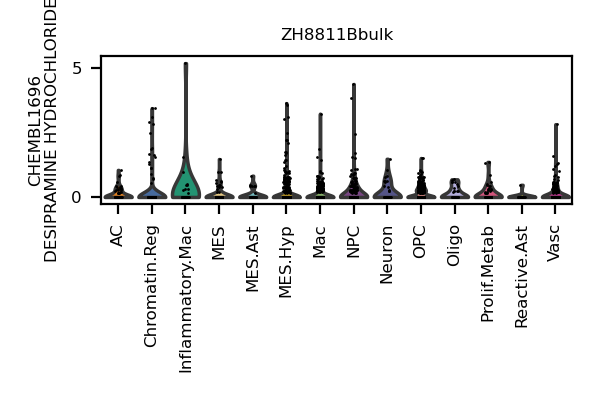 ZH8811Bbulk
CHEMBL1696
DESIPRAMINE HYDROCHLORIDE
5
0
AC
Chromatin.Reg
Inflammatory.Mac
MES
MES.Ast
MES.Hyp
Mac
NPC
Neuron
OPC
Oligo
Prolif.Metab
Reactive.Ast
Vasc